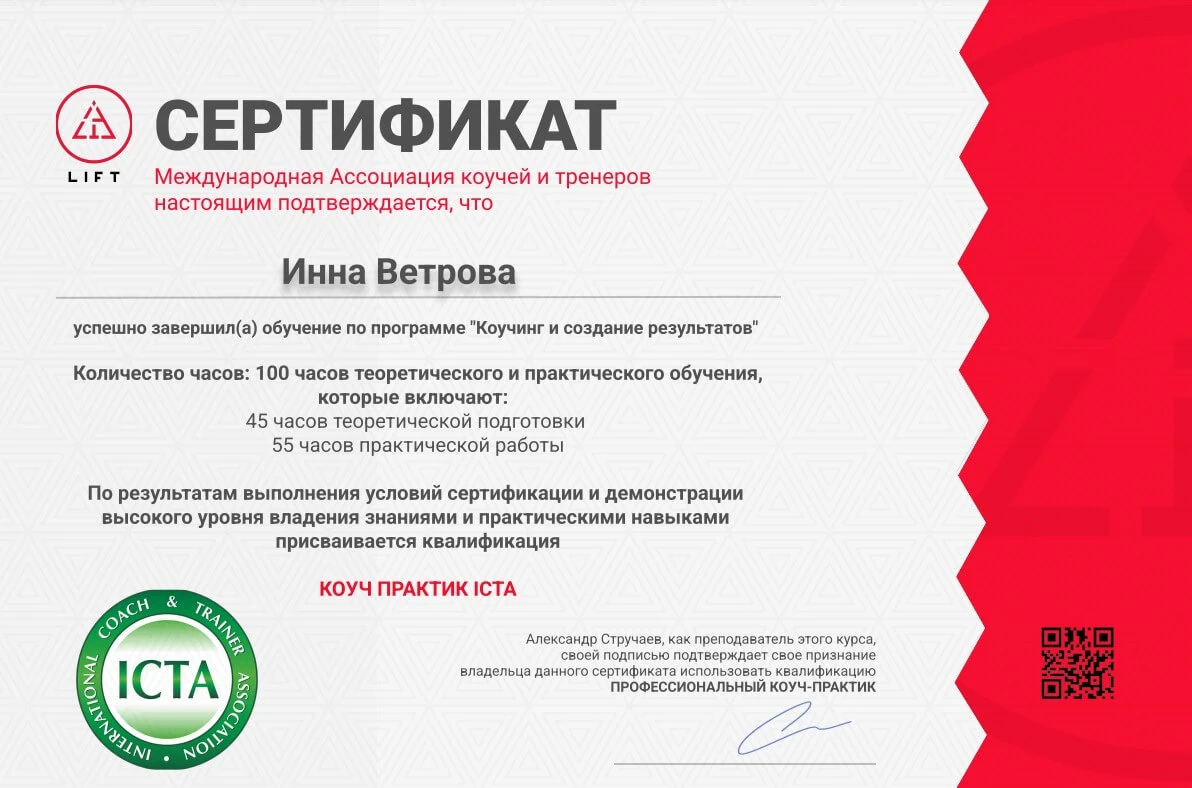 СЕРТИФИКАТ
LIFT
Международная Ассоциация коучей и тренеров
настоящим подтверждается, что
Инна Ветрова
успешно завершил(а) обучение по программе "Коучинг и создание результатов"
Количество часов: 100 часов теоретического и практического обучения,
которые включают:
45 часов теоретической подготовки
55 часов практической работы
По результатам выполнения условий сертификации и демонстрации
высокого уровня владения знаниями и практическими навыками
присваивается квалификация
КОУЧ ПРАКТИК ICTA
INTERNATIONAL COACH & TRAINER ASSOCIATION
ICTA
Александр Стручаев, как преподаватель этого курса,
своей подписью подтверждает свое признание
владельца данного сертификата использовать квалификацию
ПРОФЕССИОНАЛЬНЫЙ КОУЧ-ПРАКТИК